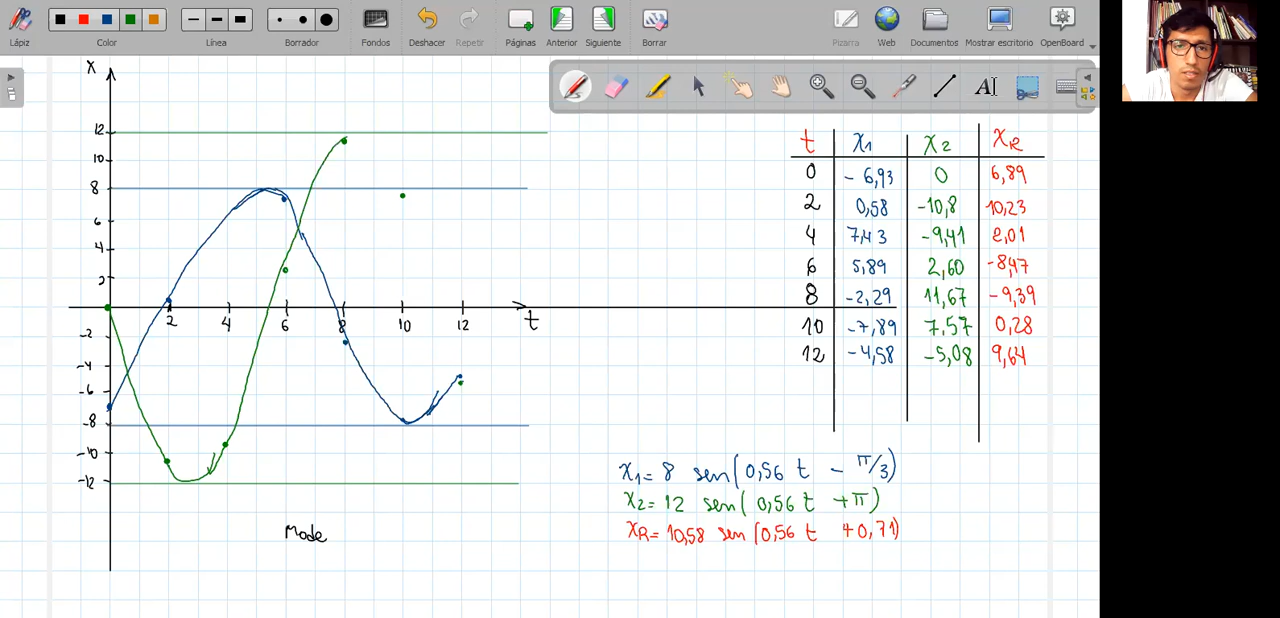 Lápiz Color Línea Borrador Fondos Deshacer Repetir Páginas Anterior Siguiente Borrar Pizarra Web Documentos Mostrar escritorio OpenBoard
x
12
10
8
6
4
2
-2
-4
-6
-8
-10
-12
2 4 6 8 10 12 t
t x1 x2 xR
0 -6,93 0 6,89
2 0,58 -10,8 10,23
4 7,43 -9,41 2,01
6 5,89 2,60 -8,47
8 -2,29 11,67 -9,39
10 -7,89 7,57 0,28
12 -4,58 -5,08 9,64
x1= 8 sen(0,56 t - π/3)
x2= 12 sen(0,56 t +π)
xR= 10,58 sen(0,56 t +0,71)
Mode